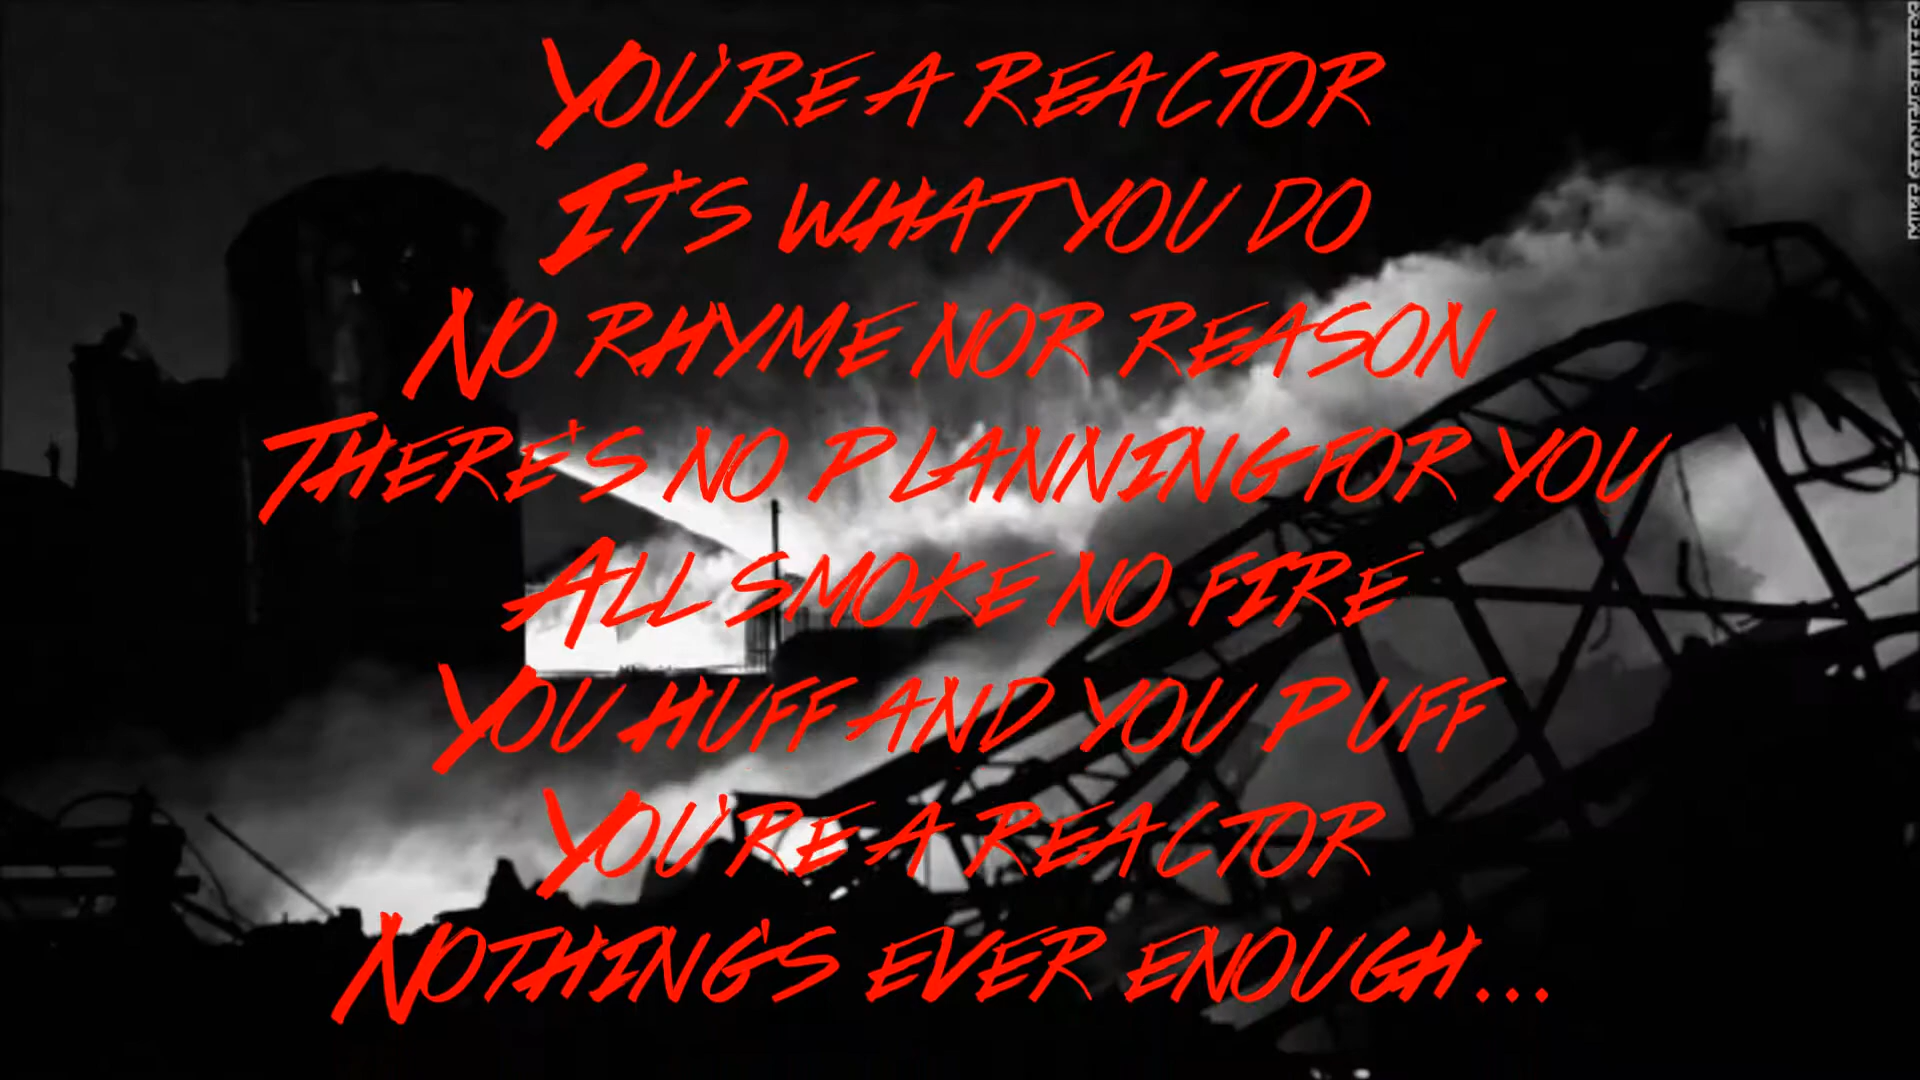 You're a reactor
It's what you do
No rhyme nor reason
There's no planning for you
All smoke no fire
You huff and you puff
You're a reactor
Nothing's ever enough...